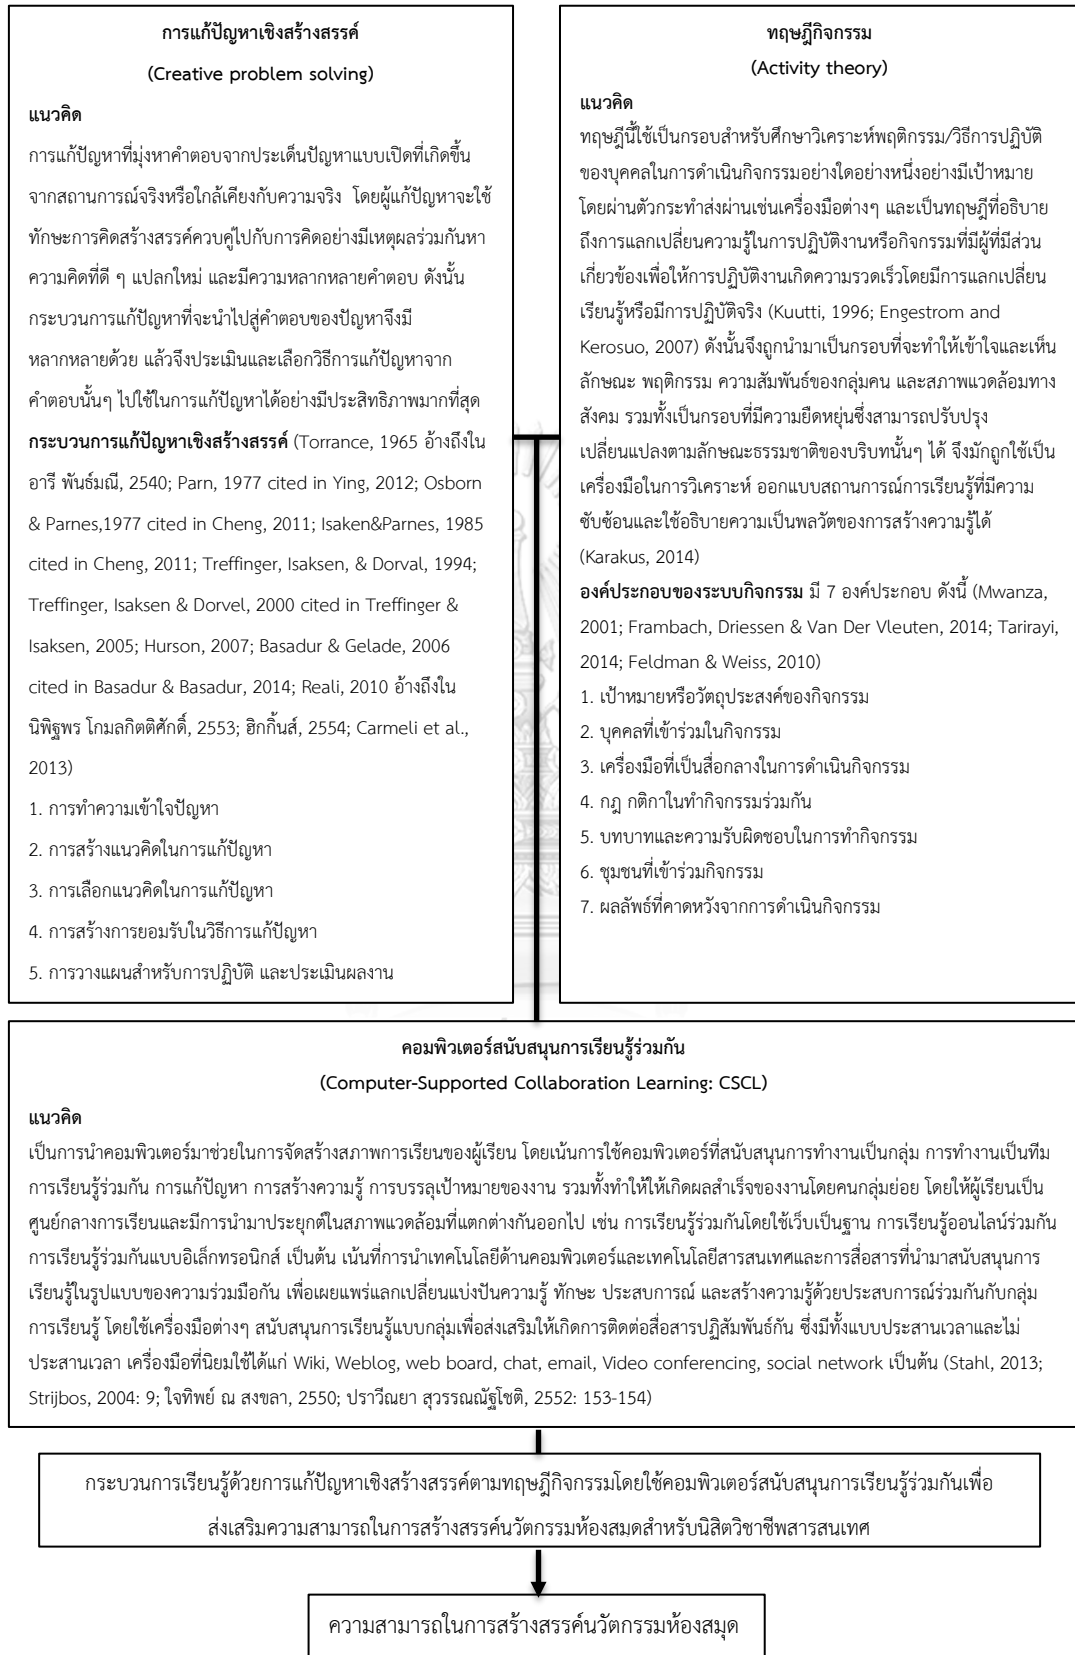 การแก้ปัญหาเชิงสร้างสรรค์
(Creative problem solving)
แนวคิด
การแก้ปัญหาที่มุ่งหาคำตอบจากประเด็นปัญหาแบบเปิดที่เกิดขึ้น
จากสถานการณ์จริงหรือใกล้เคียงกับความจริง โดยผู้แก้ปัญหาจะใช้
ทักษะการคิดสร้างสรรค์ควบคู่ไปกับการคิดอย่างมีเหตุผลร่วมกันหา
ความคิดที่ดี ๆ แปลกใหม่ และมีความหลากหลายคำตอบ ดังนั้น
กระบวนการแก้ปัญหาที่จะนำไปสู่คำตอบของปัญหาจึงมี
หลากหลายด้วย แล้วจึงประเมินและเลือกวิธีการแก้ปัญหาจาก
คำตอบนั้นๆ ไปใช้ในการแก้ปัญหาได้อย่างมีประสิทธิภาพมากที่สุด
กระบวนการแก้ปัญหาเชิงสร้างสรรค์ (Torrance, 1965 อ้างถึงใน
อารี พันธ์มณี, 2540; Parn, 1977 cited in Ying, 2012; Osborn
& Parnes,1977 cited in Cheng, 2011; Isaken&Parnes, 1985
cited in Cheng, 2011; Treffinger, Isaksen, & Dorval, 1994;
Treffinger, Isaksen & Dorvel, 2000 cited in Treffinger &
Isaksen, 2005; Hurson, 2007; Basadur & Gelade, 2006
cited in Basadur & Basadur, 2014; Reali, 2010 อ้างถึงใน
นิพิฐพร โกมลกิตติศักดิ์, 2553; ฮิกกิ้นส์, 2554; Carmeli et al.,
2013)
1. การทำความเข้าใจปัญหา
2. การสร้างแนวคิดในการแก้ปัญหา
3. การเลือกแนวคิดในการแก้ปัญหา
4. การสร้างการยอมรับในวิธีการแก้ปัญหา
5. การวางแผนสำหรับการปฏิบัติ และประเมินผลงาน
ทฤษฎีกิจกรรม
(Activity theory)
แนวคิด
ทฤษฎีนี้ใช้เป็นกรอบสำหรับศึกษาวิเคราะห์พฤติกรรม/วิธีการปฏิบัติ
ของบุคคลในการดำเนินกิจกรรมอย่างใดอย่างหนึ่งอย่างมีเป้าหมาย
โดยผ่านตัวกระทำส่งผ่านเช่นเครื่องมือต่างๆ และเป็นทฤษฎีที่อธิบาย
ถึงการแลกเปลี่ยนความรู้ในการปฏิบัติงานหรือกิจกรรมที่มีผู้ที่มีส่วน
เกี่ยวข้องเพื่อให้การปฏิบัติงานเกิดความรวดเร็วโดยมีการแลกเปลี่ยน
เรียนรู้หรือมีการปฏิบัติจริง (Kuutti, 1996; Engestrom and
Kerosuo, 2007) ดังนั้นจึงถูกนำมาเป็นกรอบที่จะทำให้เข้าใจและเห็น
ลักษณะ พฤติกรรม ความสัมพันธ์ของกลุ่มคน และสภาพแวดล้อมทาง
สังคม รวมทั้งเป็นกรอบที่มีความยืดหยุ่นซึ่งสามารถปรับปรุง
เปลี่ยนแปลงตามลักษณะธรรมชาติของบริบทนั้นๆ ได้ จึงมักถูกใช้เป็น
เครื่องมือในการวิเคราะห์ ออกแบบสถานการณ์การเรียนรู้ที่มีความ
ซับซ้อนและใช้อธิบายความเป็นพลวัตของการสร้างความรู้ได้
(Karakus, 2014)
องค์ประกอบของระบบกิจกรรม มี 7 องค์ประกอบ ดังนี้ (Mwanza,
2001; Frambach, Driessen & Van Der Vleuten, 2014; Tarirayi,
2014; Feldman & Weiss, 2010)
1. เป้าหมายหรือวัตถุประสงค์ของกิจกรรม
2. บุคคลที่เข้าร่วมในกิจกรรม
3. เครื่องมือที่เป็นสื่อกลางในการดำเนินกิจกรรม
4. กฎ กติกาในทำกิจกรรมร่วมกัน
5. บทบาทและความรับผิดชอบในการทำกิจกรรม
6. ชุมชนที่เข้าร่วมกิจกรรม
7. ผลลัพธ์ที่คาดหวังจากการดำเนินกิจกรรม
คอมพิวเตอร์สนับสนุนการเรียนรู้ร่วมกัน
(Computer-Supported Collaboration Learning: CSCL)
แนวคิด
เป็นการนำคอมพิวเตอร์มาช่วยในการจัดสร้างสภาพการเรียนของผู้เรียน โดยเน้นการใช้คอมพิวเตอร์ที่สนับสนุนการทำงานเป็นกลุ่ม การทำงานเป็นทีม
การเรียนรู้ร่วมกัน การแก้ปัญหา การสร้างความรู้ การบรรลุเป้าหมายของงาน รวมทั้งทำให้ให้เกิดผลสำเร็จของงานโดยคนกลุ่มย่อย โดยให้ผู้เรียนเป็น
ศูนย์กลางการเรียนและมีการนำมาประยุกต์ในสภาพแวดล้อมที่แตกต่างกันออกไป เช่น การเรียนรู้ร่วมกันโดยใช้เว็บเป็นฐาน การเรียนรู้ออนไลน์ร่วมกัน
การเรียนรู้ร่วมกันแบบอิเล็กทรอนิกส์ เป็นต้น เน้นที่การนำเทคโนโลยีด้านคอมพิวเตอร์และเทคโนโลยีสารสนเทศและการสื่อสารที่นำมาสนับสนุนการ
เรียนรู้ในรูปแบบของความร่วมมือกัน เพื่อเผยแพร่แลกเปลี่ยนแบ่งปันความรู้ ทักษะ ประสบการณ์ และสร้างความรู้ด้วยประสบการณ์ร่วมกันกับกลุ่ม
การเรียนรู้ โดยใช้เครื่องมือต่างๆ สนับสนุนการเรียนรู้แบบกลุ่มเพื่อส่งเสริมให้เกิดการติดต่อสื่อสารปฏิสัมพันธ์กัน ซึ่งมีทั้งแบบประสานเวลาและไม่
ประสานเวลา เครื่องมือที่นิยมใช้ได้แก่ Wiki, Weblog, web board, chat, email, Video conferencing, social network เป็นต้น (Stahl, 2013;
Strijbos, 2004: 9; ใจทิพย์ ณ สงขลา, 2550; ปราวีณยา สุวรรณณัฐโชติ, 2552: 153-154)
กระบวนการเรียนรู้ด้วยการแก้ปัญหาเชิงสร้างสรรค์ตามทฤษฎีกิจกรรมโดยใช้คอมพิวเตอร์สนับสนุนการเรียนรู้ร่วมกันเพื่อ
ส่งเสริมความสามารถในการสร้างสรรค์นวัตกรรมห้องสมุดสำหรับนิสิตวิชาชีพสารสนเทศ
ความสามารถในการสร้างสรรค์นวัตกรรมห้องสมุด